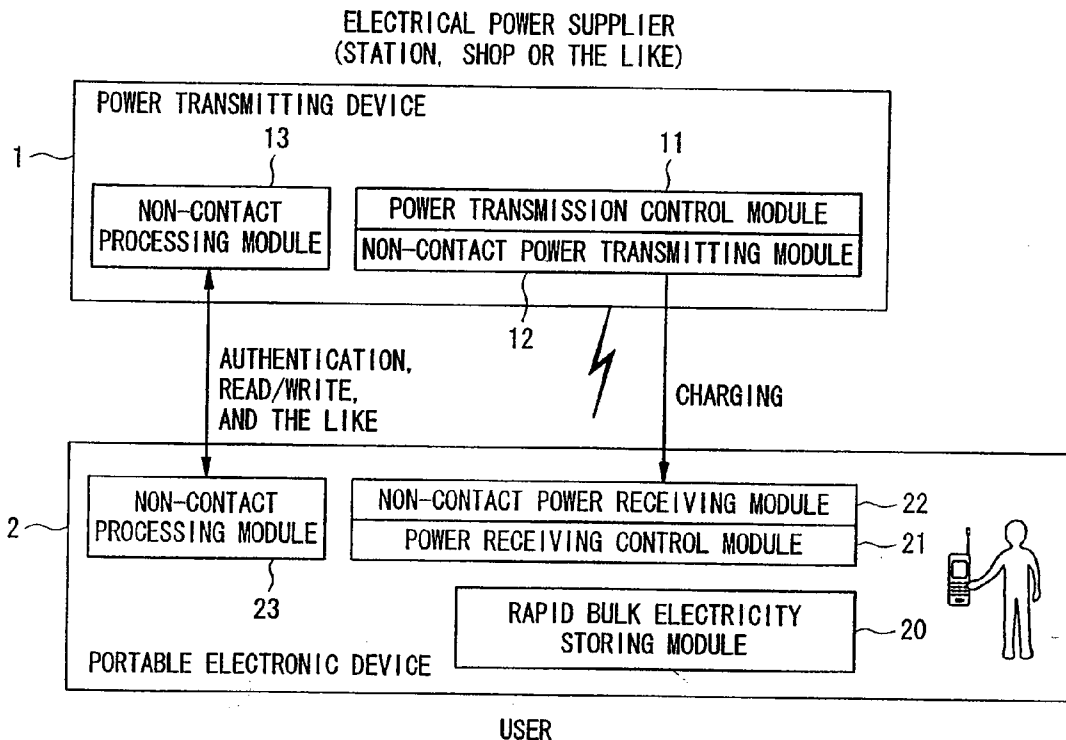 ELECTRICAL POWER SUPPLIER
(STATION, SHOP OR THE LIKE)
POWER TRANSMITTING DEVICE
1
13
11
NON-CONTACT
PROCESSING MODULE
POWER TRANSMISSION CONTROL MODULE
NON-CONTACT POWER TRANSMITTING MODULE
12
AUTHENTICATION,
READ/WRITE,
AND THE LIKE
CHARGING
2
NON-CONTACT
PROCESSING MODULE
23
NON-CONTACT POWER RECEIVING MODULE
22
POWER RECEIVING CONTROL MODULE
21
RAPID BULK ELECTRICITY
STORING MODULE
20
PORTABLE ELECTRONIC DEVICE
USER